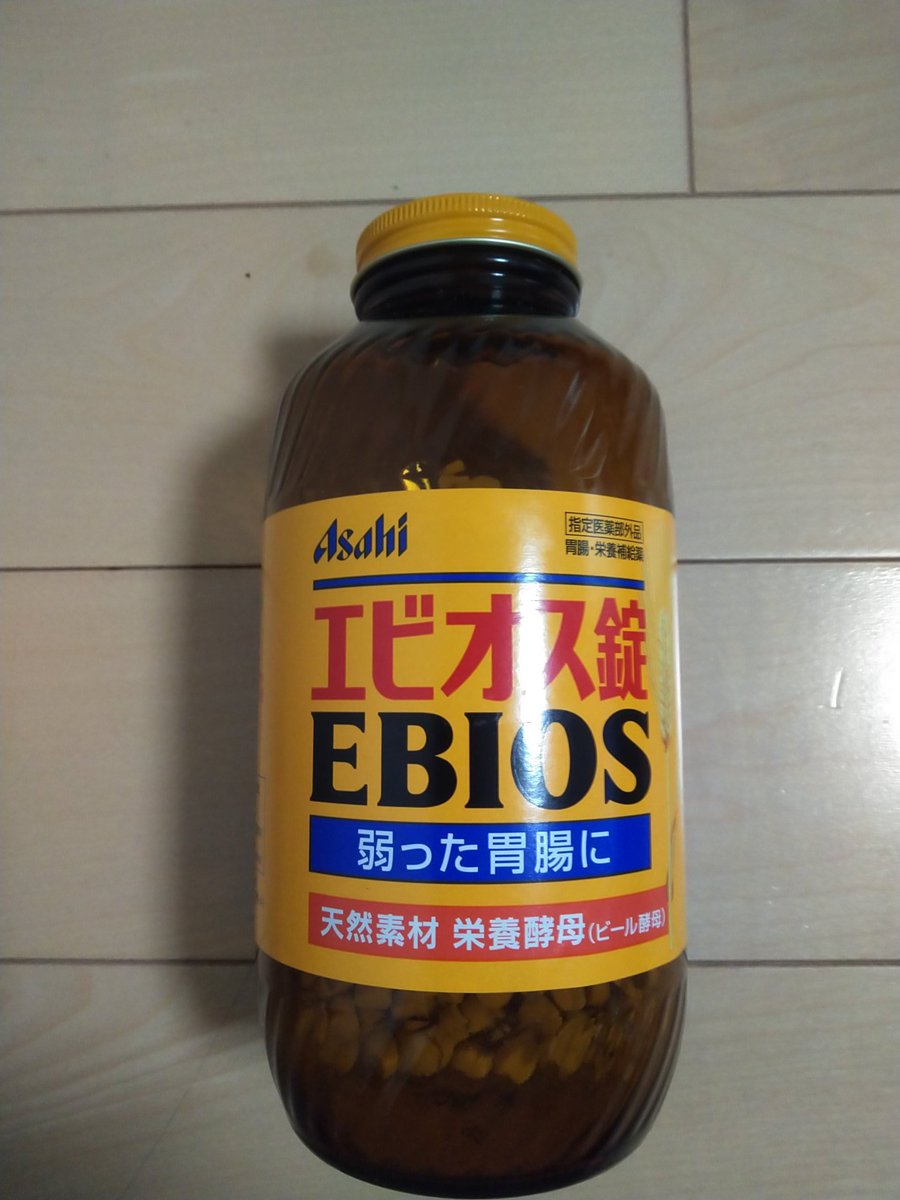 Asahi
指定医薬部外品
胃腸・栄養補給薬
エビオス錠
EBIOS
弱った胃腸に
天然素材 栄養酵母(ビール酵母)